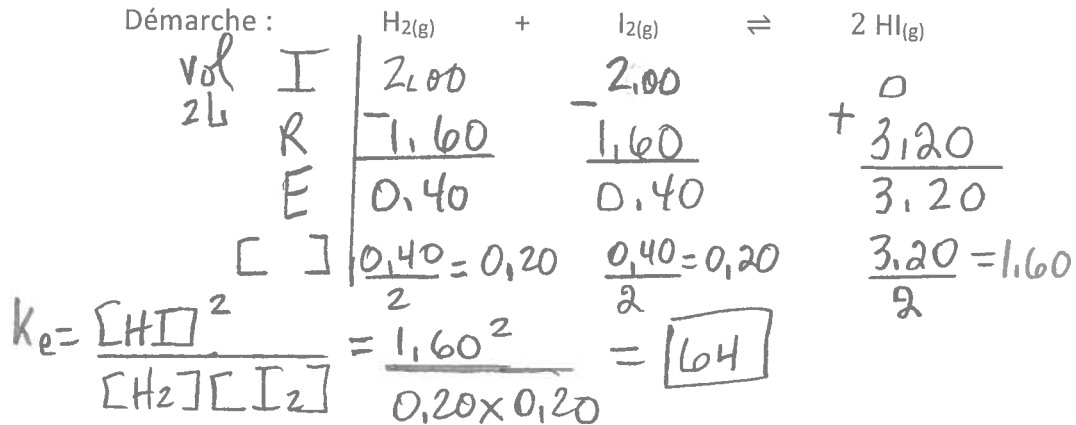 Démarche : H2(g) + I2(g) ⇌ 2 HI(g)
vol I 2,00 2,00 0
2L R -1,60 - 1,60 + 3,20
E 0,40 0,40 3,20
[ ] 0,40/2 = 0,20 0,40/2 = 0,20 3,20/2 = 1,60
Ke = [HI]²/[H2][I2] = 1,60²/0,20 x 0,20 = 64